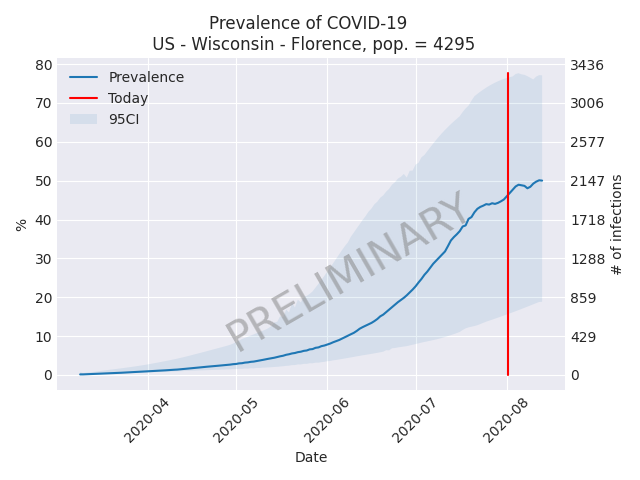 Prevalence of COVID-19
US - Wisconsin - Florence, pop. = 4295
80 3436
Prevalence
Today
95CI
70 3006
60 2577
50 2147
40 1718
30 1288
20 859
10 429
0 0
%
# of infections
PRELIMINARY
2020-04 2020-05 2020-06 2020-07 2020-08
Date